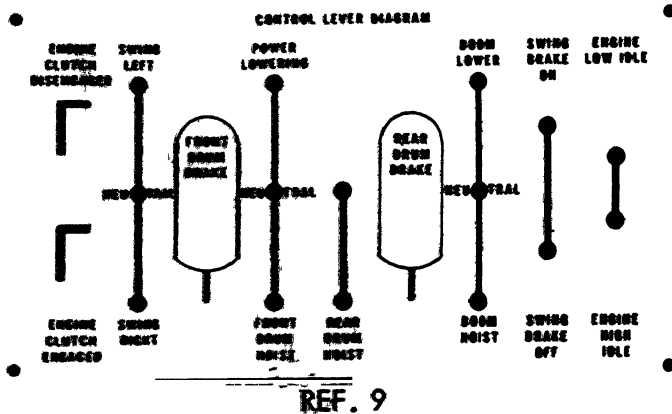 CONTROL LEVER DIAGRAM
ENGINE
CLUTCH
DISENGAGED
SWING
LEFT
POWER
LOWERING
BOOM
LOWER
SWING
BRAKE
ON
ENGINE
LOW IDLE
FRONT
DRUM
BRAKE
REAR
DRUM
BRAKE
NEUTRAL
NEUTRAL
NEUTRAL
ENGINE
CLUTCH
ENGAGED
SWING
RIGHT
FRONT
DRUM
HOIST
REAR
DRUM
HOIST
BOOM
HOIST
SWING
BRAKE
OFF
ENGINE
HIGH
IDLE
REF. 9